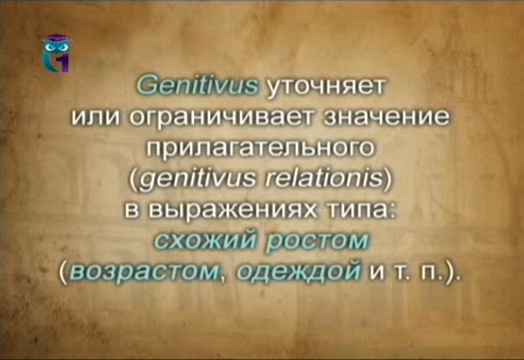 Genitivus уточняет
или ограничивает значение
прилагательного
(genitivus relationis)
в выражениях типа:
схожий ростом
(возрастом, одеждой и т. п.).